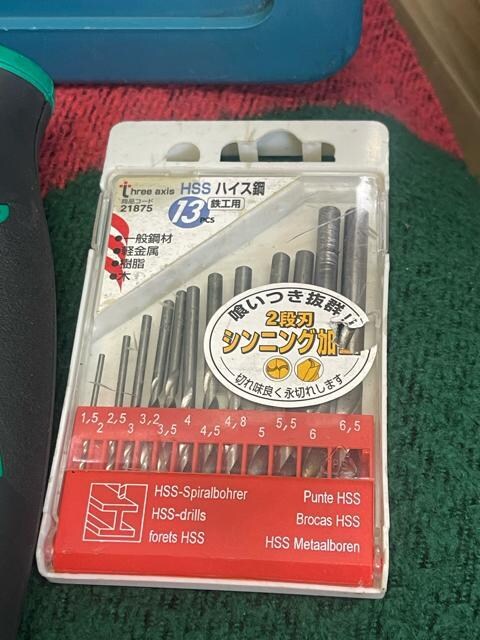 three axis HSS ハイス鋼
商品コード
21875
13 PCS 鉄工用
●一般鋼材
●軽金属
●樹脂
●木
喰いつき抜群!!
2段刃
シンニング加工
切れ味良く永切れします
1,5 2,5 3,2 4 4,8 5,5 6,5
2 3 3,5 4,5 5 6
HSS-Spiralbohrer
HSS-drills
forets HSS
Punte HSS
Brocas HSS
HSS Metaalboren